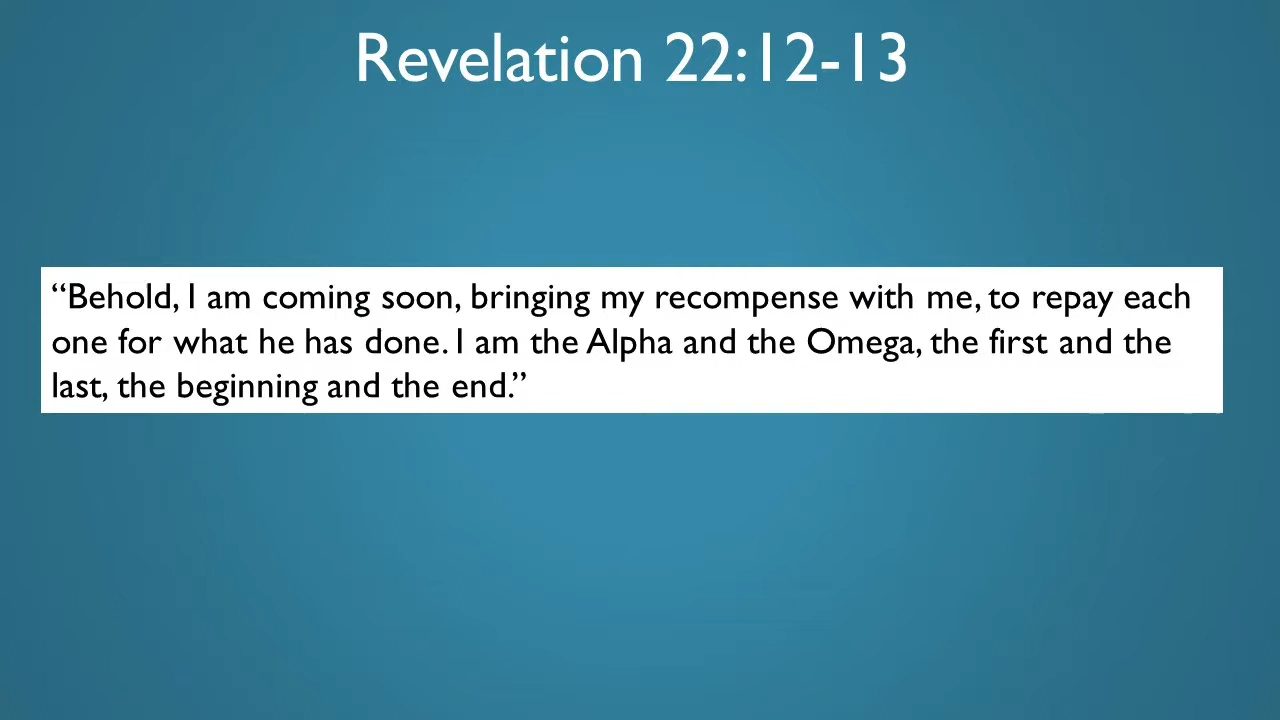 Revelation 22:12-13
“Behold, I am coming soon, bringing my recompense with me, to repay each
one for what he has done. I am the Alpha and the Omega, the first and the
last, the beginning and the end.”